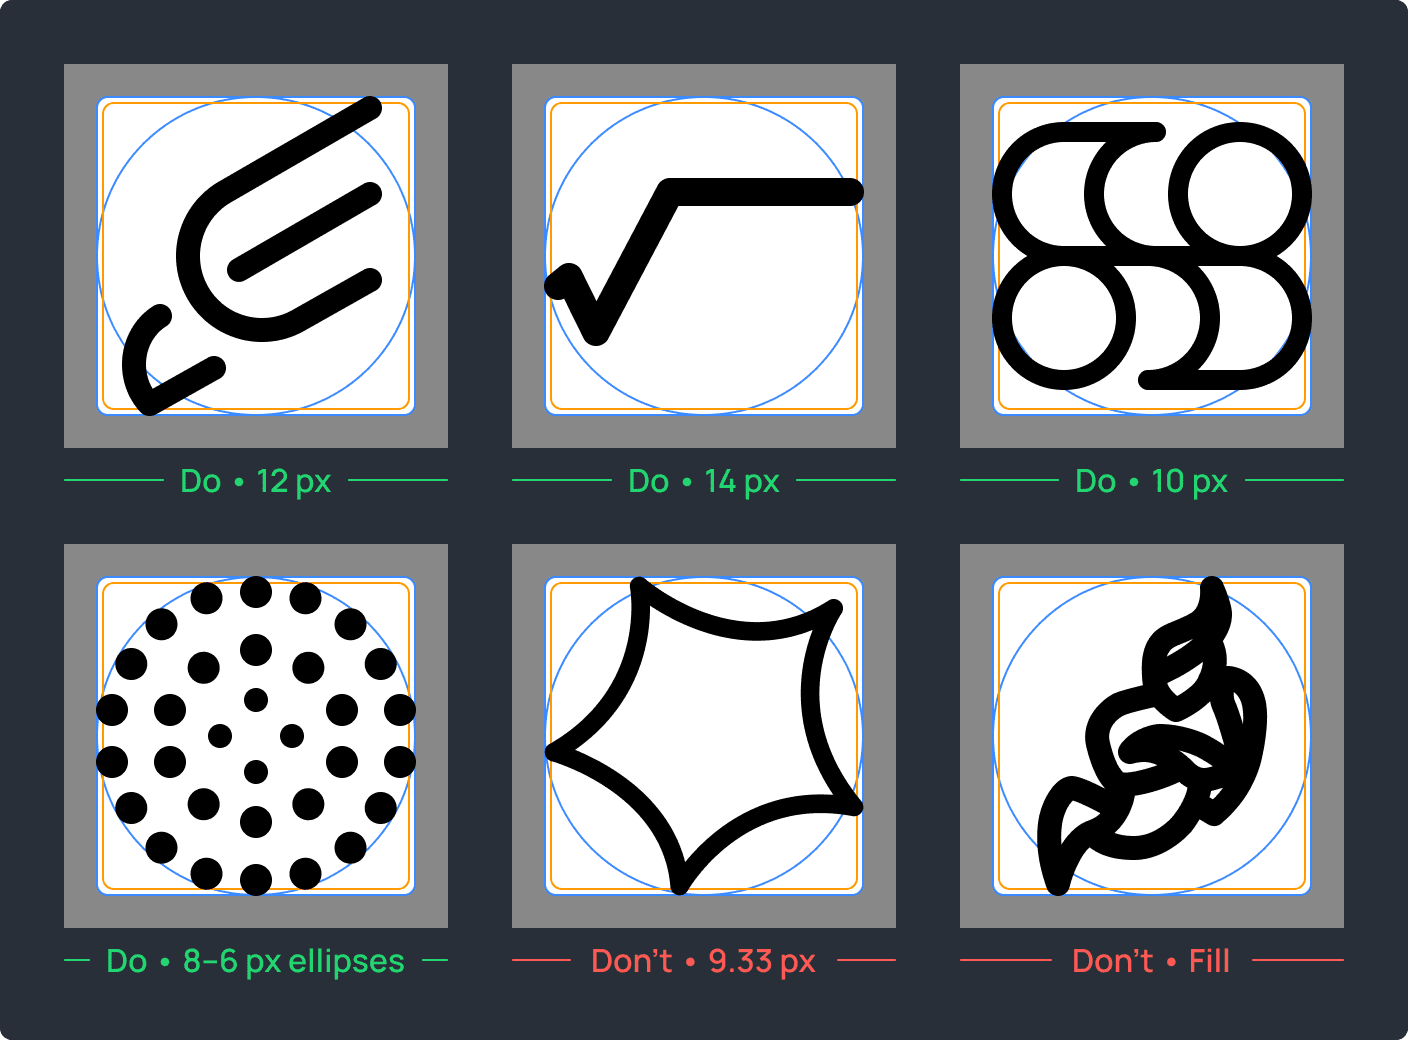 Do • 12 px
Do • 14 px
Do • 10 px
Do • 8–6 px ellipses
Don’t • 9.33 px
Don’t • Fill